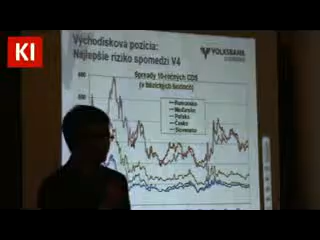 KI
Východisková pozícia:
Najlepšie riziko spomedzi V4
VOLKSBANK
Spready 10-ročných CDS
(v bázických bodoch)
Rumunsko
Maďarsko
Poľsko
Česko
Slovensko